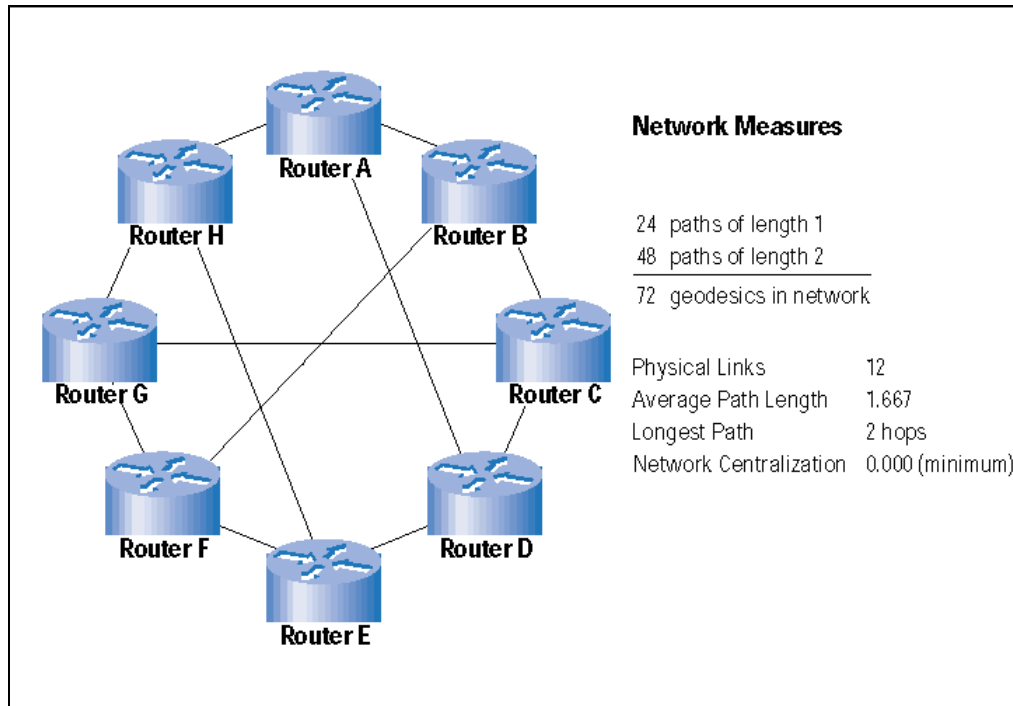 Router A
Router H
Router B
Router G
Router C
Router F
Router D
Router E
Network Measures
24 paths of length 1
48 paths of length 2
72 geodesics in network
Physical Links 12
Average Path Length 1.667
Longest Path 2 hops
Network Centralization 0.000 (minimum)